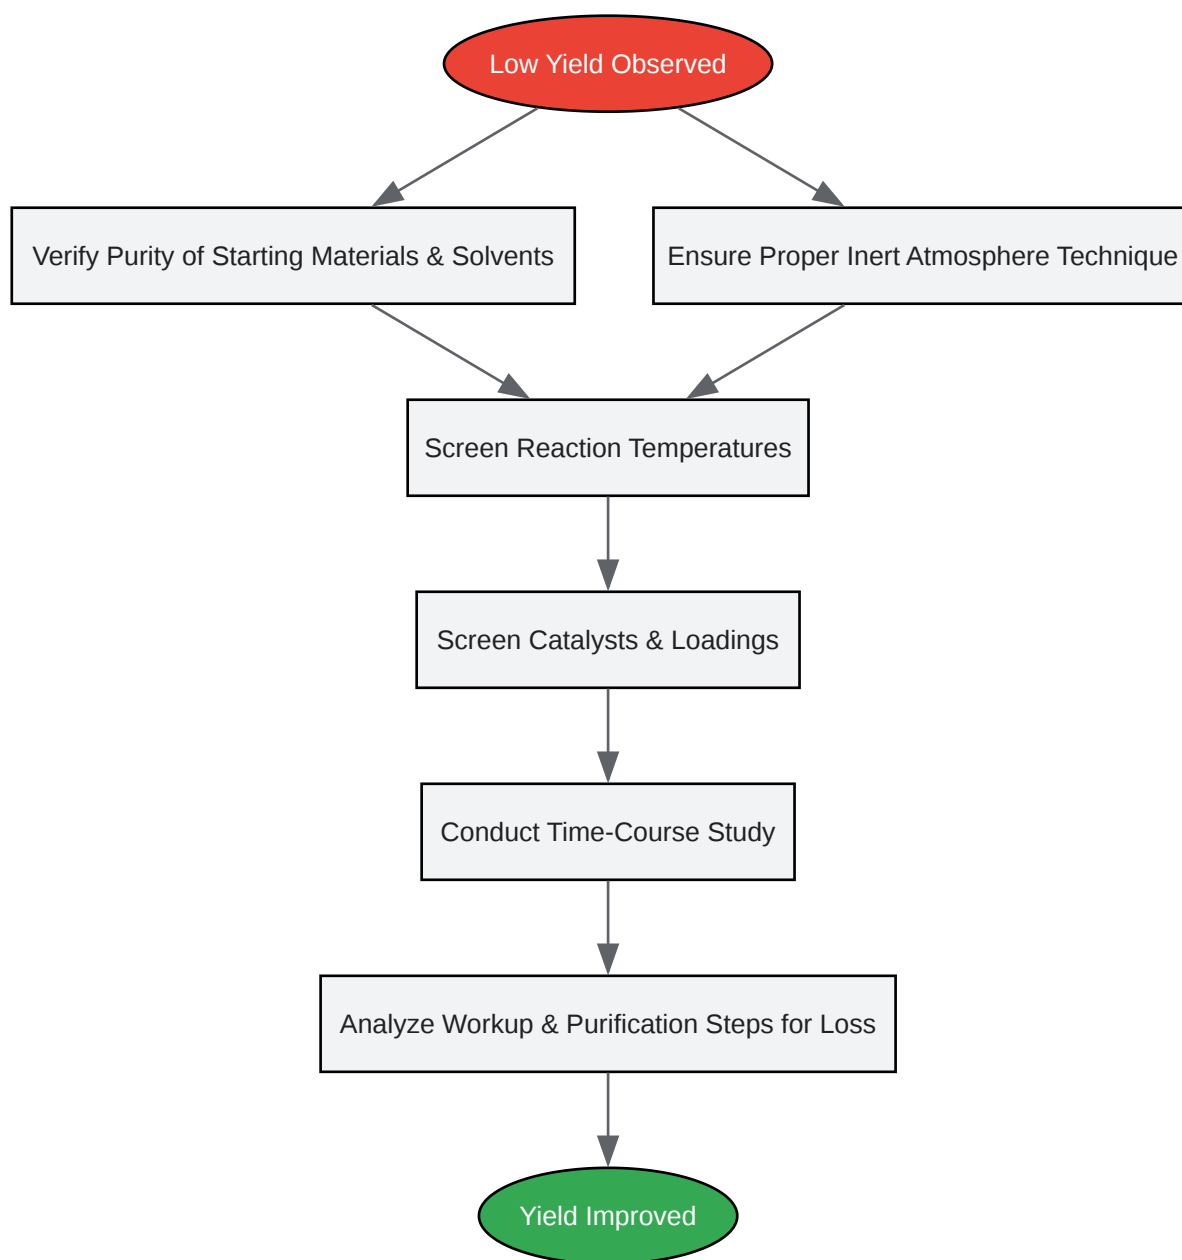 Low Yield Observed
Verify Purity of Starting Materials & Solvents
Ensure Proper Inert Atmosphere Technique
Screen Reaction Temperatures
Screen Catalysts & Loadings
Conduct Time-Course Study
Analyze Workup & Purification Steps for Loss
Yield Improved